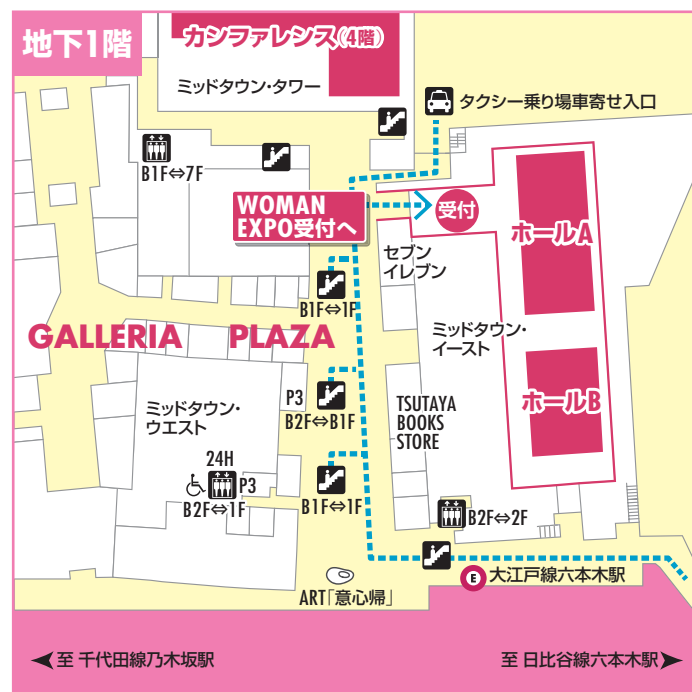 地下1階
カンファレンス(4階)
ミッドタウン・タワー
タクシー乗り場車寄せ入口
B1F⇔7F
WOMAN
EXPO受付へ
受付
ホールA
セブン
イレブン
B1F⇔1F
GALLERIA
PLAZA
ミッドタウン・
イースト
P3
B2F⇔B1F
ホールB
ミッドタウン・
ウエスト
TSUTAYA
BOOKS
STORE
24H
P3
B2F⇔1F
B1F⇔1F
B2F⇔2F
E
大江戸線六本木駅
ART「意心帰」
至 千代田線乃木坂駅
至 日比谷線六本木駅